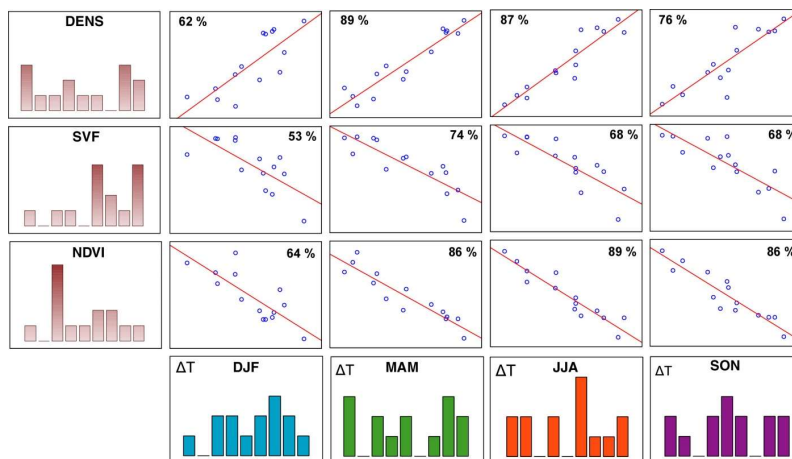 DENS
62 %
89 %
87 %
76 %
SVF
53 %
74 %
68 %
68 %
NDVI
64 %
86 %
89 %
86 %
ΔT DJF
ΔT MAM
ΔT JJA
ΔT SON